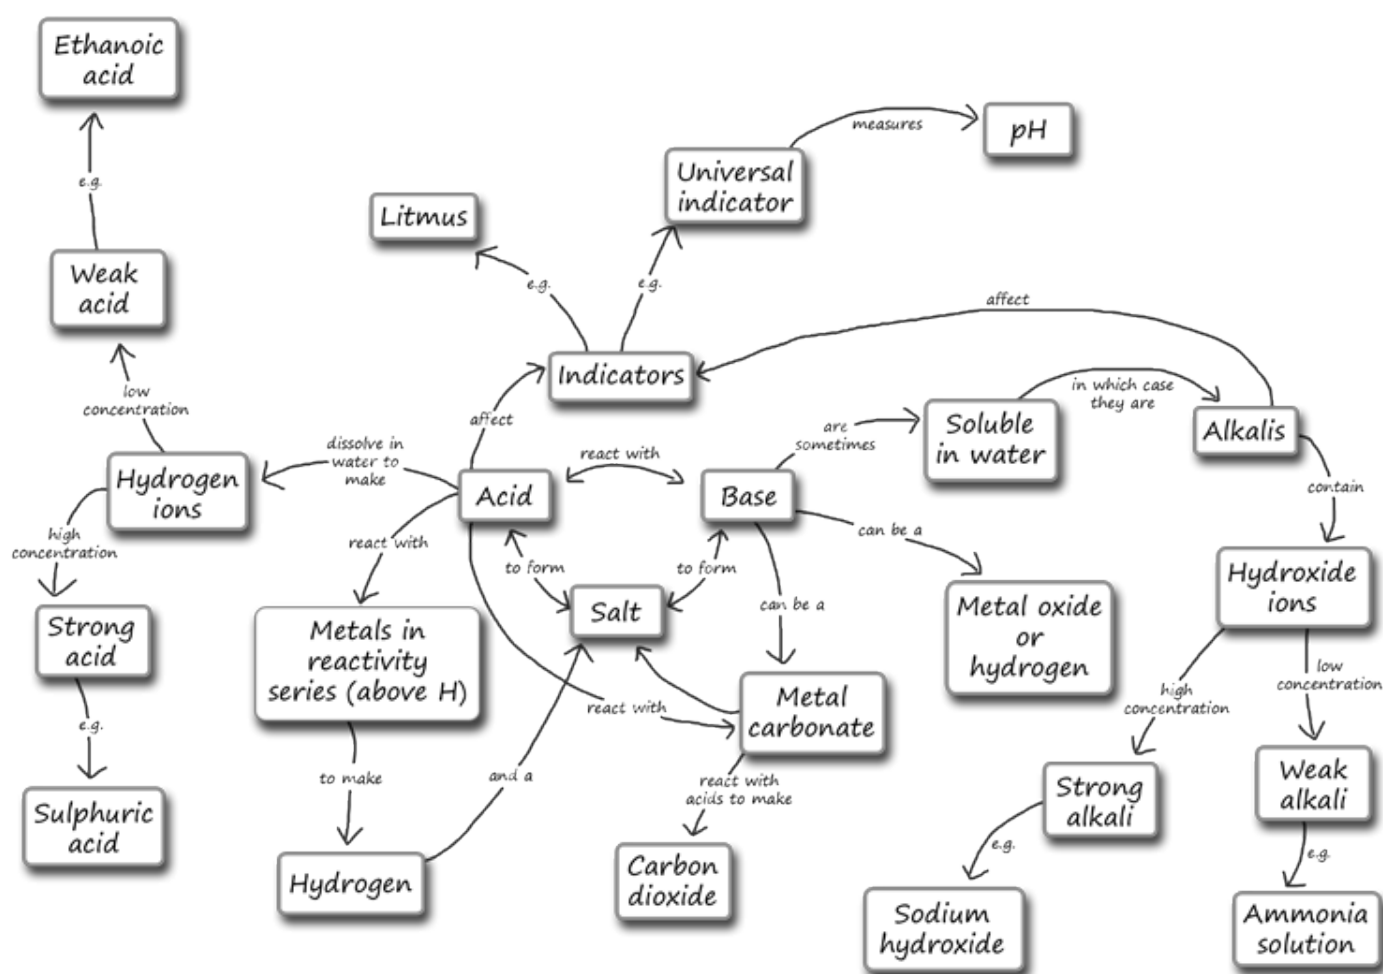 Ethanoic
acid
measures
pH
Universal
indicator
e.g.
Litmus
Weak
acid
e.g.
e.g.
affect
Indicators
low
concentration
in which case
they are
Soluble
in water
Alkalis
affect
are
sometimes
dissolve in
water to
make
react with
Hydrogen
ions
Acid
Base
contain
high
concentration
react with
can be a
to form
to form
Hydroxide
ions
Strong
acid
Metals in
reactivity
series (above H)
Salt
can be a
Metal oxide
or
hydrogen
low
concentration
high
concentration
react with
Metal
carbonate
e.g.
to make
and a
react with
acids to make
Strong
alkali
Weak
alkali
Sulphuric
acid
e.g.
e.g.
Hydrogen
Carbon
dioxide
Sodium
hydroxide
Ammonia
solution